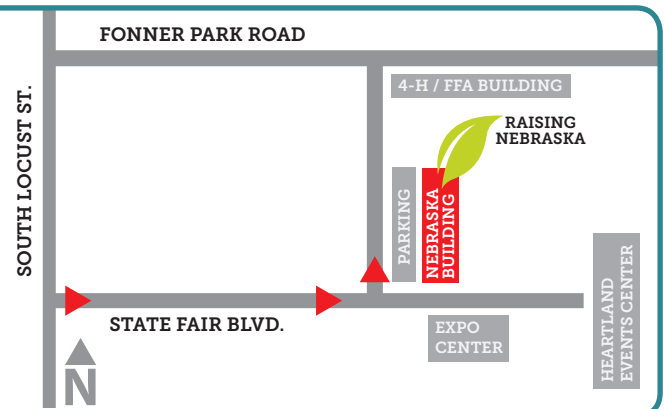 FONNER PARK ROAD
SOUTH LOCUST ST.
4-H / FFA BUILDING
RAISING
NEBRASKA
PARKING
NEBRASKA
BUILDING
HEARTLAND
EVENTS CENTER
STATE FAIR BLVD.
EXPO
CENTER
N